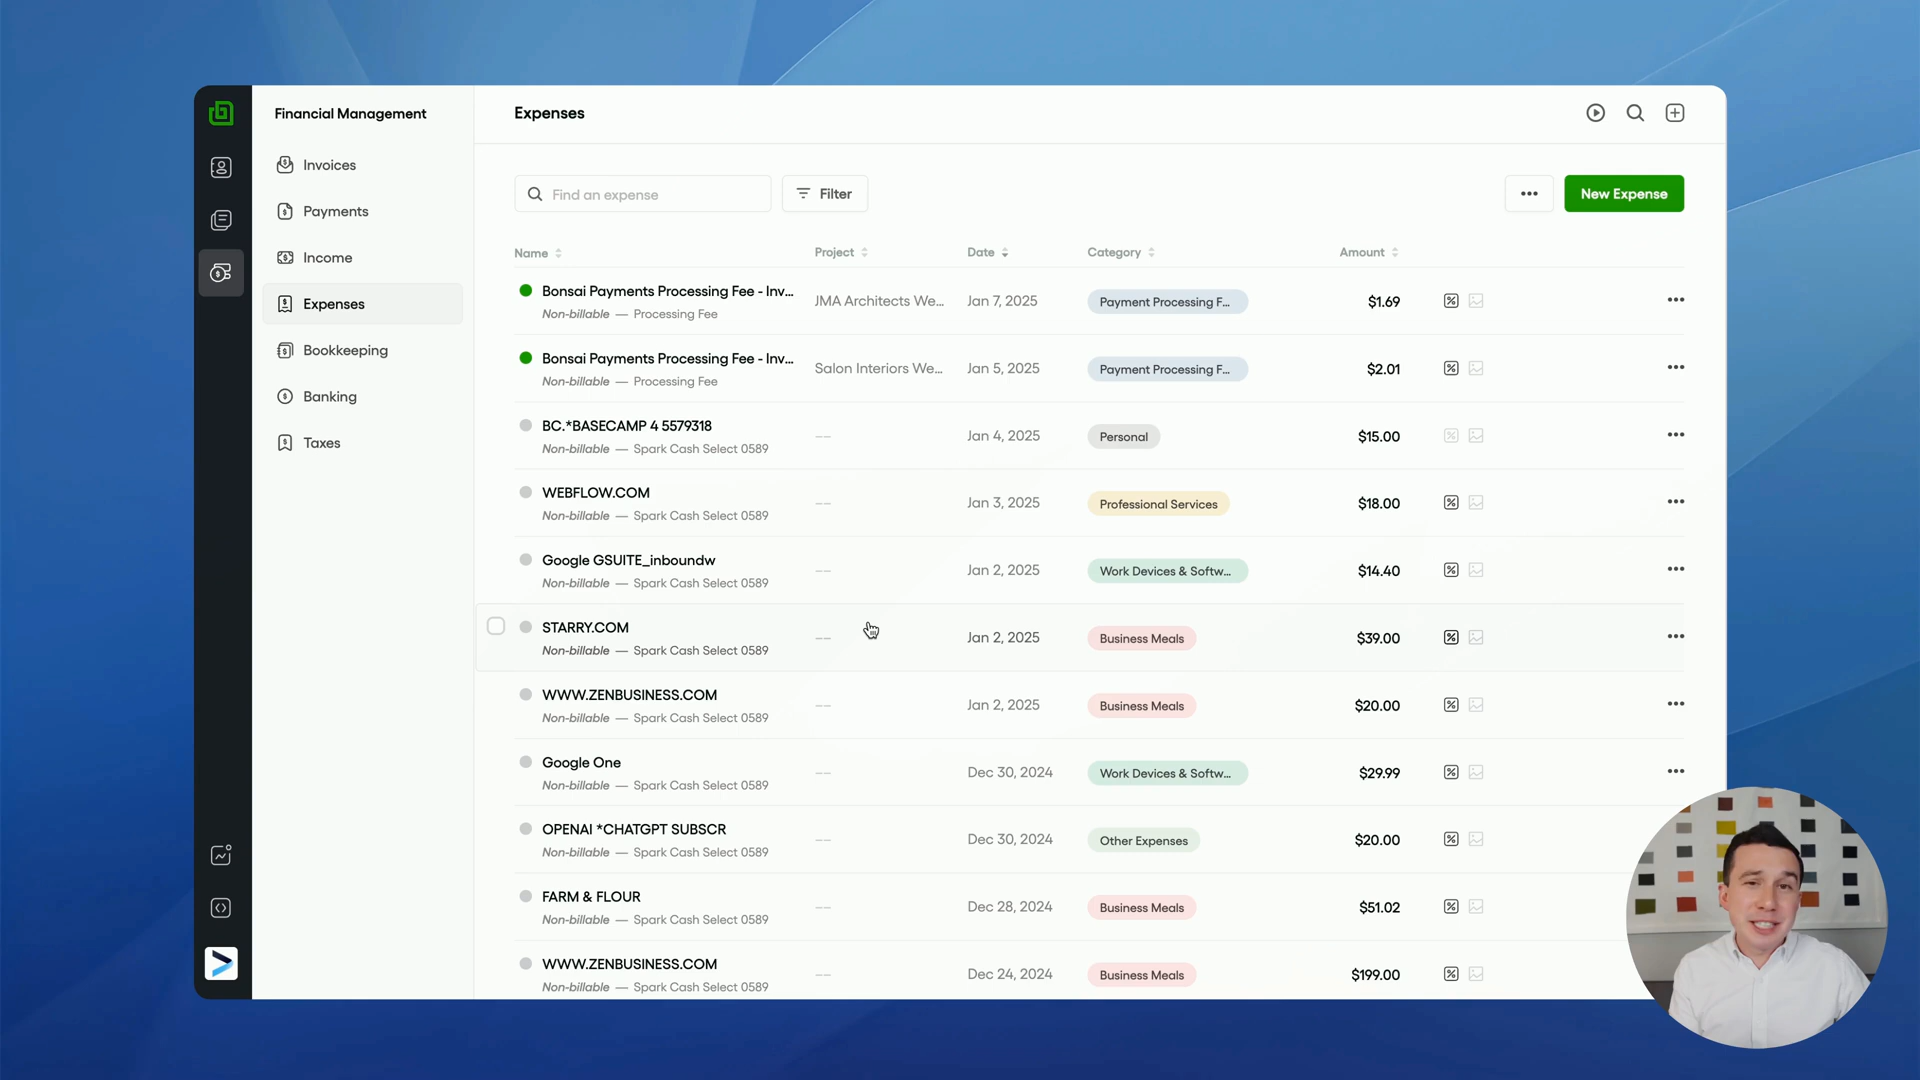 Financial Management
Expenses
Invoices
Payments
Income
Expenses
Bookkeeping
Banking
Taxes
Find an expense
Filter
New Expense
Name Project Date Category Amount
Bonsai Payments Processing Fee - Inv... JMA Architects We... Jan 7, 2025 Payment Processing F... $1.69
Non-billable — Processing Fee
Bonsai Payments Processing Fee - Inv... Salon Interiors We... Jan 5, 2025 Payment Processing F... $2.01
Non-billable — Processing Fee
BC.*BASECAMP 4 5579318 -- Jan 4, 2025 Personal $15.00
Non-billable — Spark Cash Select 0589
WEBFLOW.COM -- Jan 3, 2025 Professional Services $18.00
Non-billable — Spark Cash Select 0589
Google GSUITE_inboundw -- Jan 2, 2025 Work Devices & Softw... $14.40
Non-billable — Spark Cash Select 0589
STARRY.COM -- Jan 2, 2025 Business Meals $39.00
Non-billable — Spark Cash Select 0589
WWW.ZENBUSINESS.COM -- Jan 2, 2025 Business Meals $20.00
Non-billable — Spark Cash Select 0589
Google One -- Dec 30, 2024 Work Devices & Softw... $29.99
Non-billable — Spark Cash Select 0589
OPENAI *CHATGPT SUBSCR -- Dec 30, 2024 Other Expenses $20.00
Non-billable — Spark Cash Select 0589
FARM & FLOUR -- Dec 28, 2024 Business Meals $51.02
Non-billable — Spark Cash Select 0589
WWW.ZENBUSINESS.COM -- Dec 24, 2024 Business Meals $199.00
Non-billable — Spark Cash Select 0589